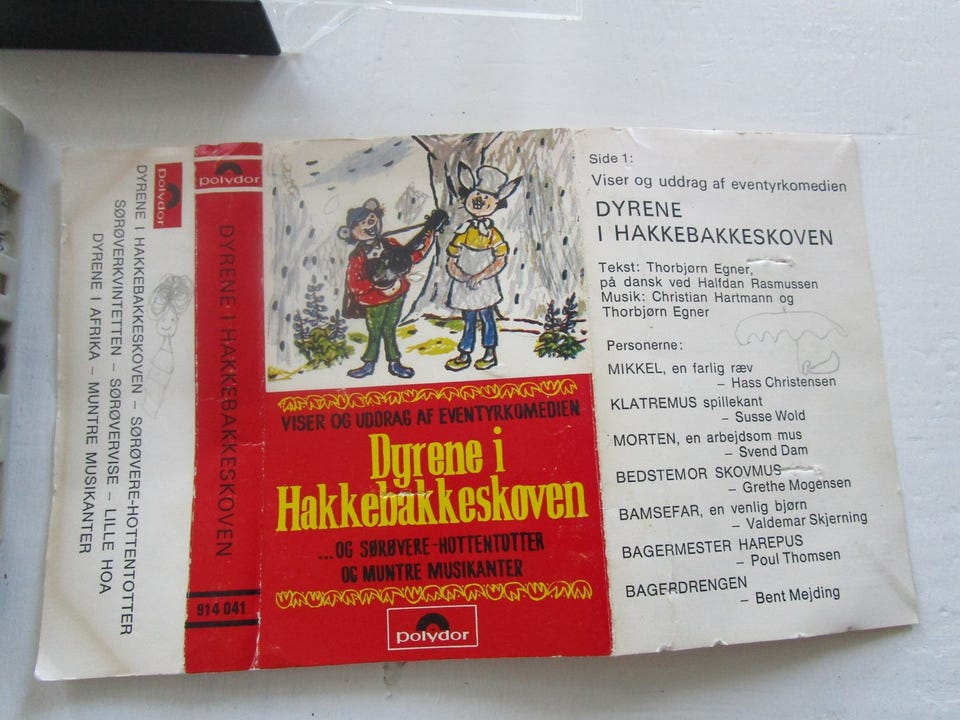 polydor
DYRENE I HAKKEBAKKESKOVEN – SØRØVERE-HOTTENTOTTER
SØRØVERKVINTETTEN – SØRØVERVISE – LILLE HOA
DYRENE I AFRIKA – MUNTRE MUSIKANTER
polydor
DYRENE I HAKKEBAKKESKOVEN
914 041
VISER OG UDDRAG AF EVENTYRKOMEDIEN
Dyrene i
Hakkebakkeskoven
...OG SØRØVERE-HOTTENTOTTER
OG MUNTRE MUSIKANTER
polydor
Side 1:
Viser og uddrag af eventyrkomedien
DYRENE
I HAKKEBAKKESKOVEN
Tekst: Thorbjørn Egner,
på dansk ved Halfdan Rasmussen
Musik: Christian Hartmann og
Thorbjørn Egner
Personerne:
MIKKEL, en farlig ræv
– Hass Christensen
KLATREMUS spillekant
– Susse Wold
MORTEN, en arbejdsom mus
– Svend Dam
BEDSTEMOR SKOVMUS
– Grethe Mogensen
BAMSEFAR, en venlig bjørn
– Valdemar Skjerning
BAGERMESTER HAREPUS
– Poul Thomsen
BAGERDRENGEN
– Bent Mejding